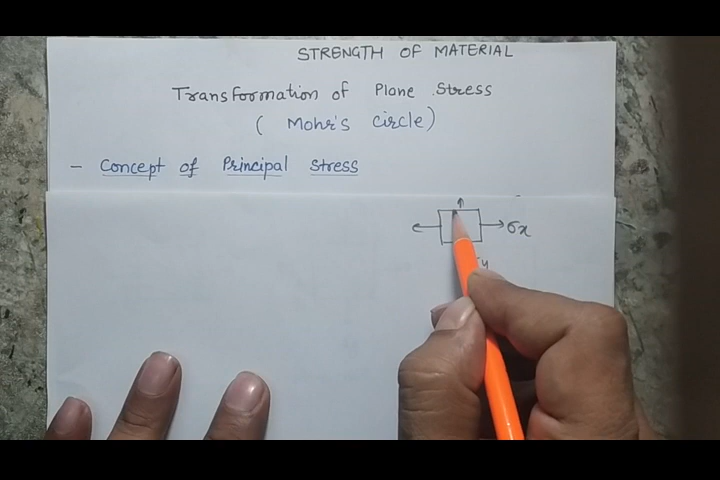 STRENGTH OF MATERIAL
Transformation of Plane Stress
( Mohr's circle)
- Concept of Principal Stress
σx